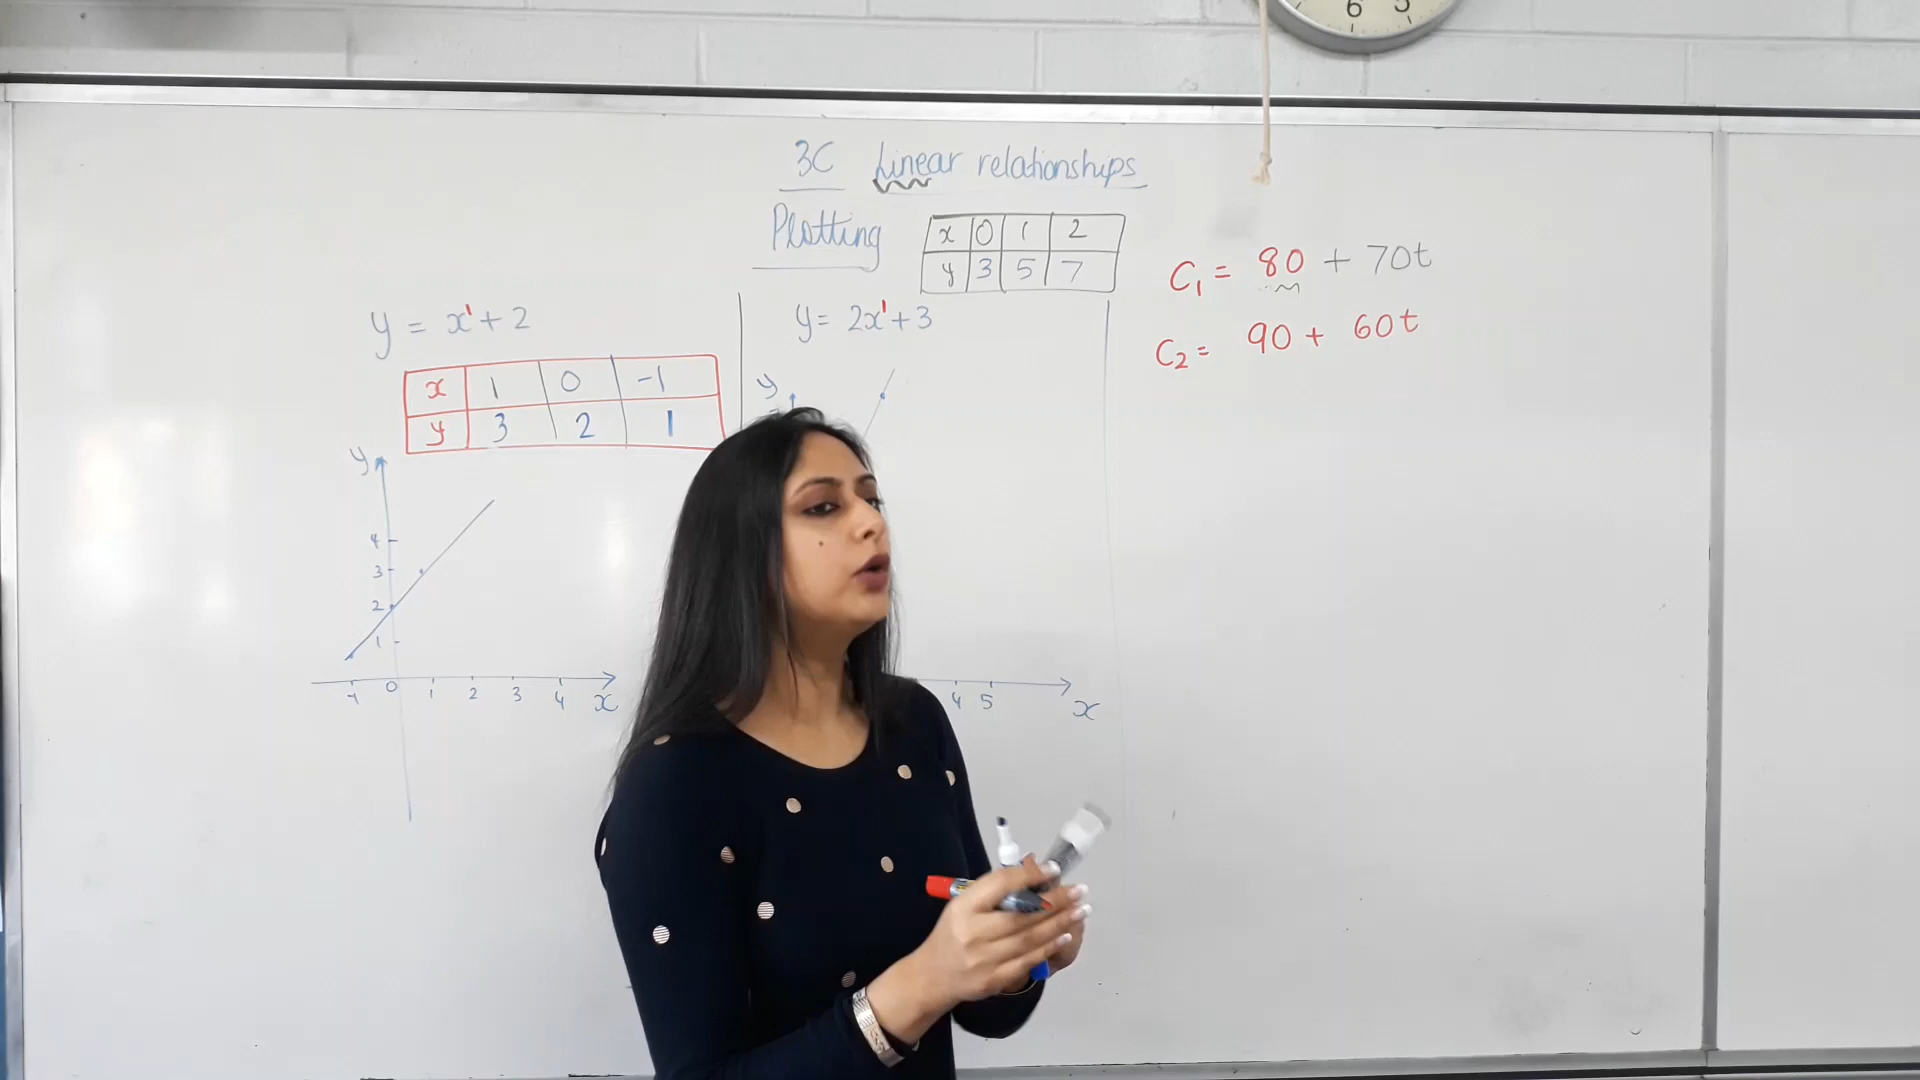 6 5
3C Linear relationships
Plotting
x 0 1 2
y 3 5 7
C₁ = 80 + 70t
C₂ = 90 + 60t
y = x¹ + 2
x 1 0 -1
y 3 2 1
y
4
3
2
1
-1 0 1 2 3 4 x
y = 2x¹ + 3
y
4 5 x